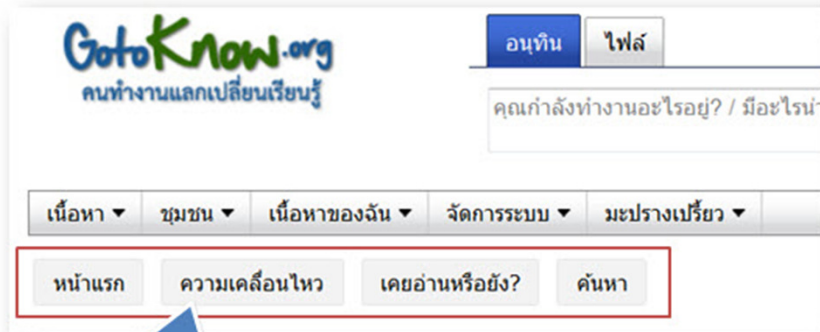 GotoKnow.org
คนทำงานแลกเปลี่ยนเรียนรู้
อนุทิน ไฟล์
คุณกำลังทำงานอะไรอยู่? / มีอะไรน่
เนื้อหา ชุมชน เนื้อหาของฉัน จัดการระบบ มะปรางเปรี้ยว
หน้าแรก ความเคลื่อนไหว เคยอ่านหรือยัง? ค้นหา